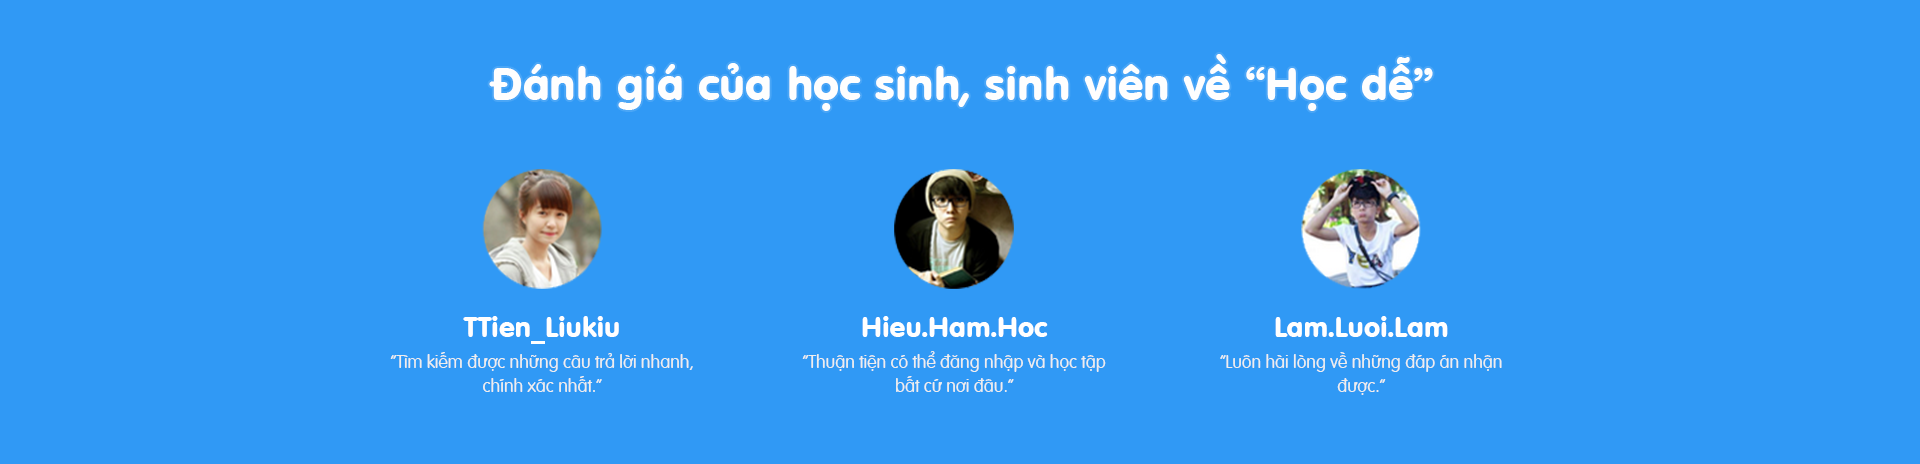 Đánh giá của học sinh, sinh viên về “Học dễ”
TTien_Liukiu
“Tìm kiếm được những câu trả lời nhanh,
chính xác nhất.“
Hieu.Ham.Hoc
“Thuận tiện có thể đăng nhập và học tập
bất cứ nơi đâu.”
Lam.Luoi.Lam
“Luôn hài lòng về những đáp án nhận
được.”